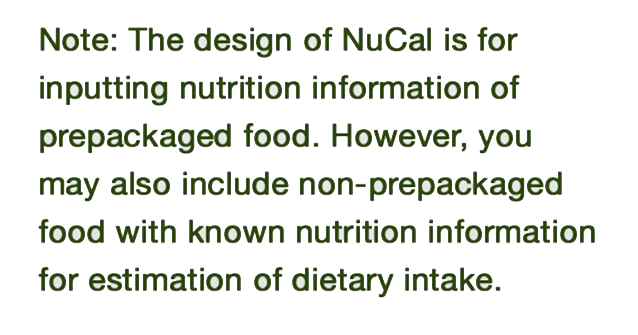 Note: The design of NuCal is for
inputting nutrition information of
prepackaged food. However, you
may also include non-prepackaged
food with known nutrition information
for estimation of dietary intake.